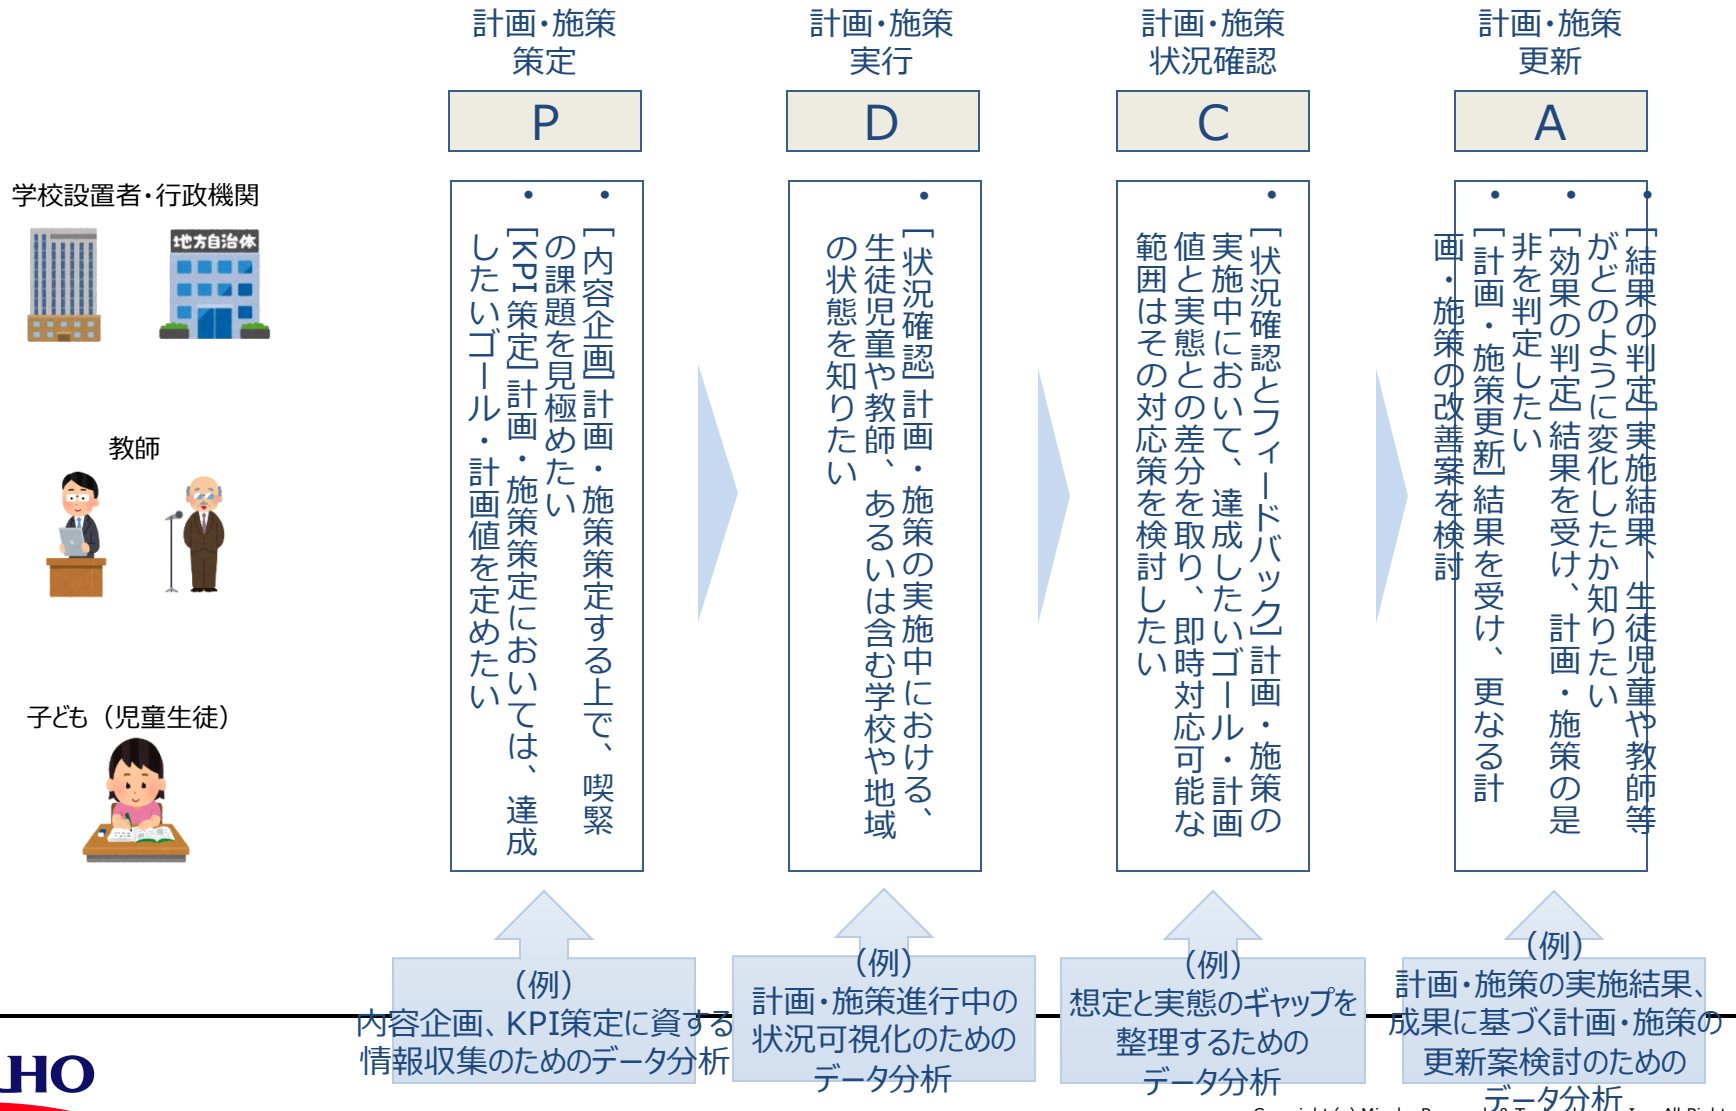 計画・施策
策定
計画・施策
実行
計画・施策
状況確認
計画・施策
更新
P
D
C
A
学校設置者・行政機関
地方自治体
教師
子ども（児童生徒）
・[内容企画]計画・施策策定する上で、喫緊
の課題を見極めたい
・[KPI策定]計画・施策策定においては、達成
したいゴール・計画値を定めたい
・[状況確認]計画・施策の実施中における、
生徒児童や教師、あるいは含む学校や地域
の状態を知りたい
・[状況確認とフィードバック]計画・施策の
実施中において、達成したいゴール・計画
値と実態との差分を取り、即時対応可能な
範囲はその対応策を検討したい
・[結果の判定]実施結果、生徒児童や教師等
がどのように変化したか知りたい
・[効果の判定]結果を受け、計画・施策の是
非を判定したい
・[計画・施策更新]結果を受け、更なる計
画・施策の改善案を検討
（例）
内容企画、KPI策定に資する
情報収集のためのデータ分析
（例）
計画・施策進行中の
状況可視化のための
データ分析
（例）
想定と実態のギャップを
整理するための
データ分析
（例）
計画・施策の実施結果、
成果に基づく計画・施策の
更新案検討のための
データ分析
HO